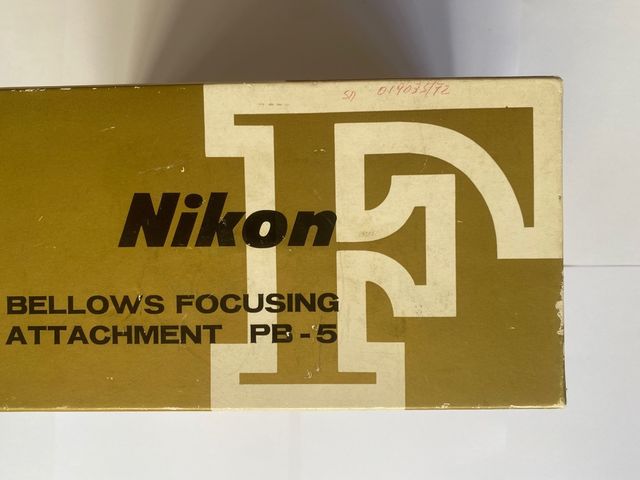 F
Nikon
BELLOWS FOCUSING
ATTACHMENT PB-5